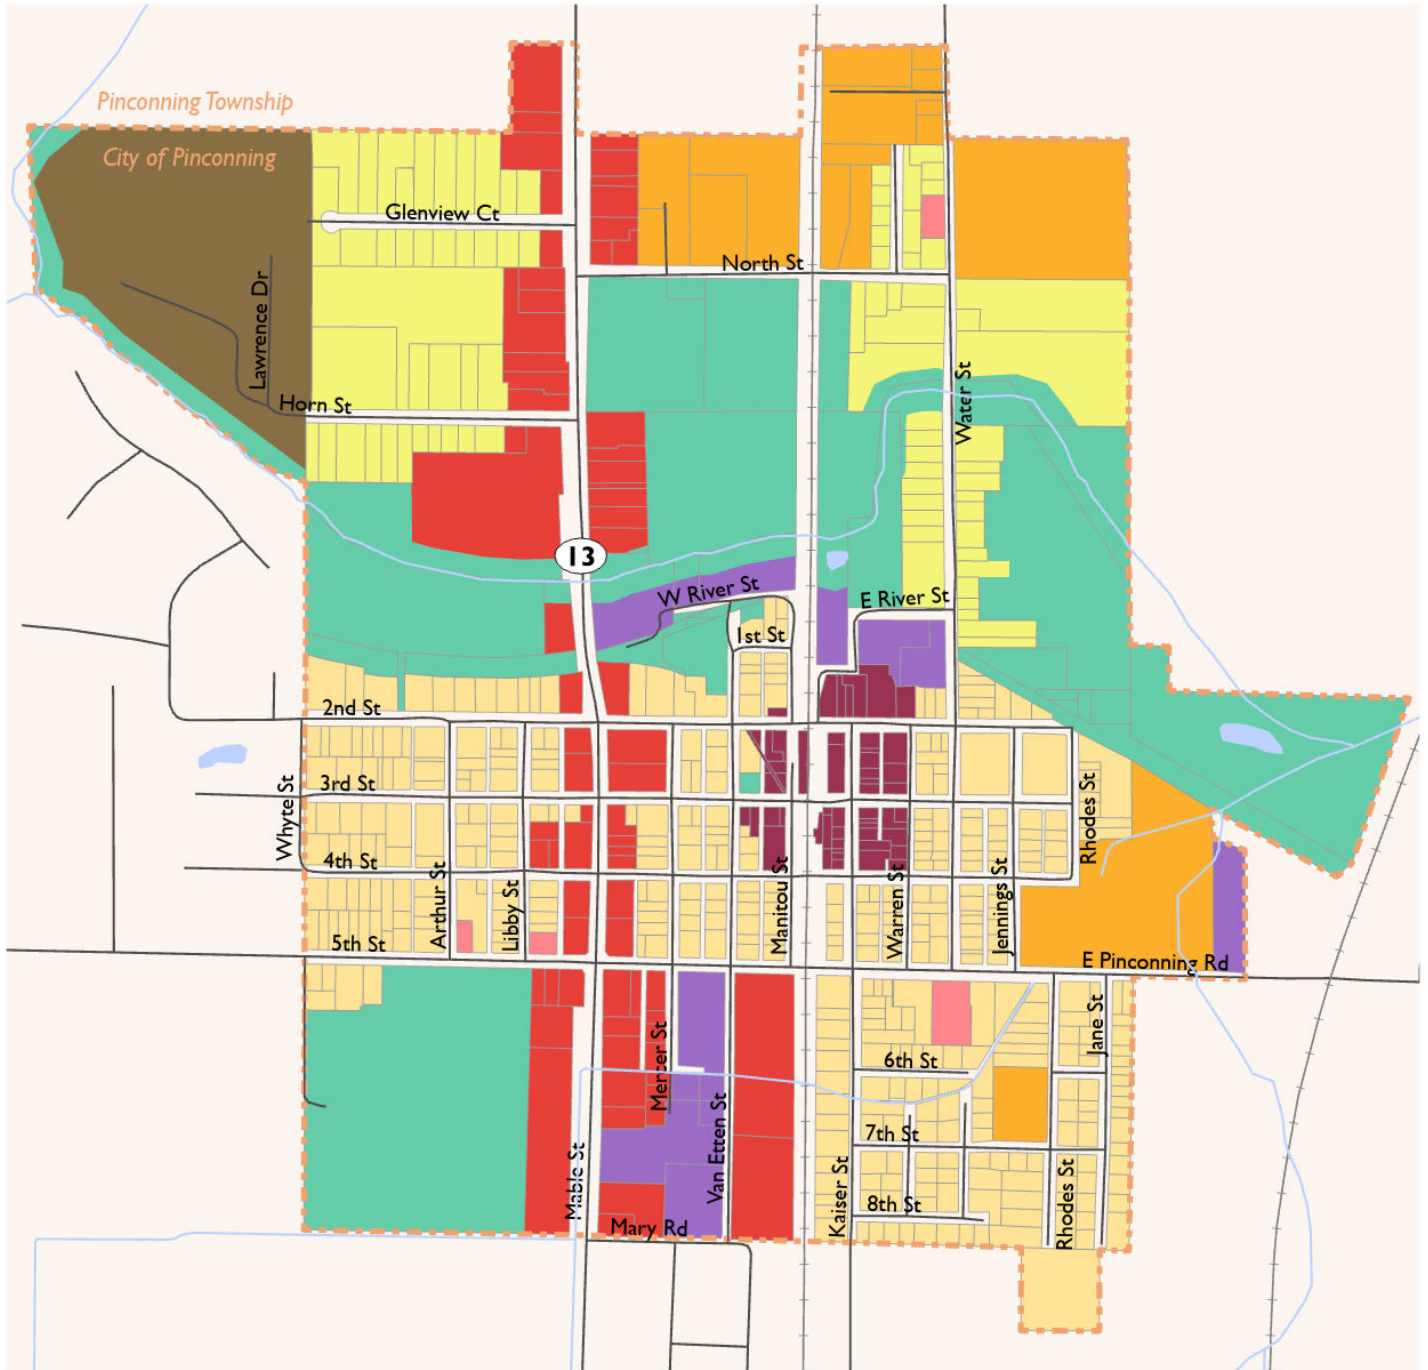 Pinconning Township
City of Pinconning
Glenview Ct
North St
Lawrence Dr
Horn St
Water St
13
W River St
E River St
1st St
2nd St
3rd St
Whyte St
Rhodes St
4th St
Arthur St
Libby St
Manitou St
Warren St
Jennings St
5th St
E Pinconning Rd
Jane St
Mercer St
6th St
Van Etten St
7th St
Mable St
Kaiser St
8th St
Rhodes St
Mary Rd